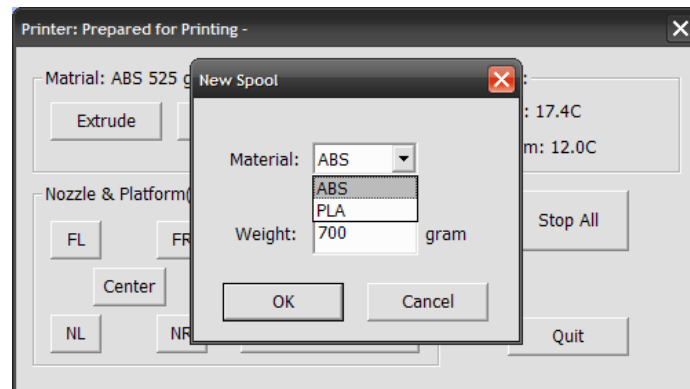 Printer: Prepared for Printing -
Matrial: ABS 525 g
New Spool
Extrude
: 17.4C
m: 12.0C
Material: ABS
ABS
PLA
Nozzle & Platform(
Weight: 700 gram
Stop All
FL
FR
Center
OK
Cancel
NL
NR
Quit